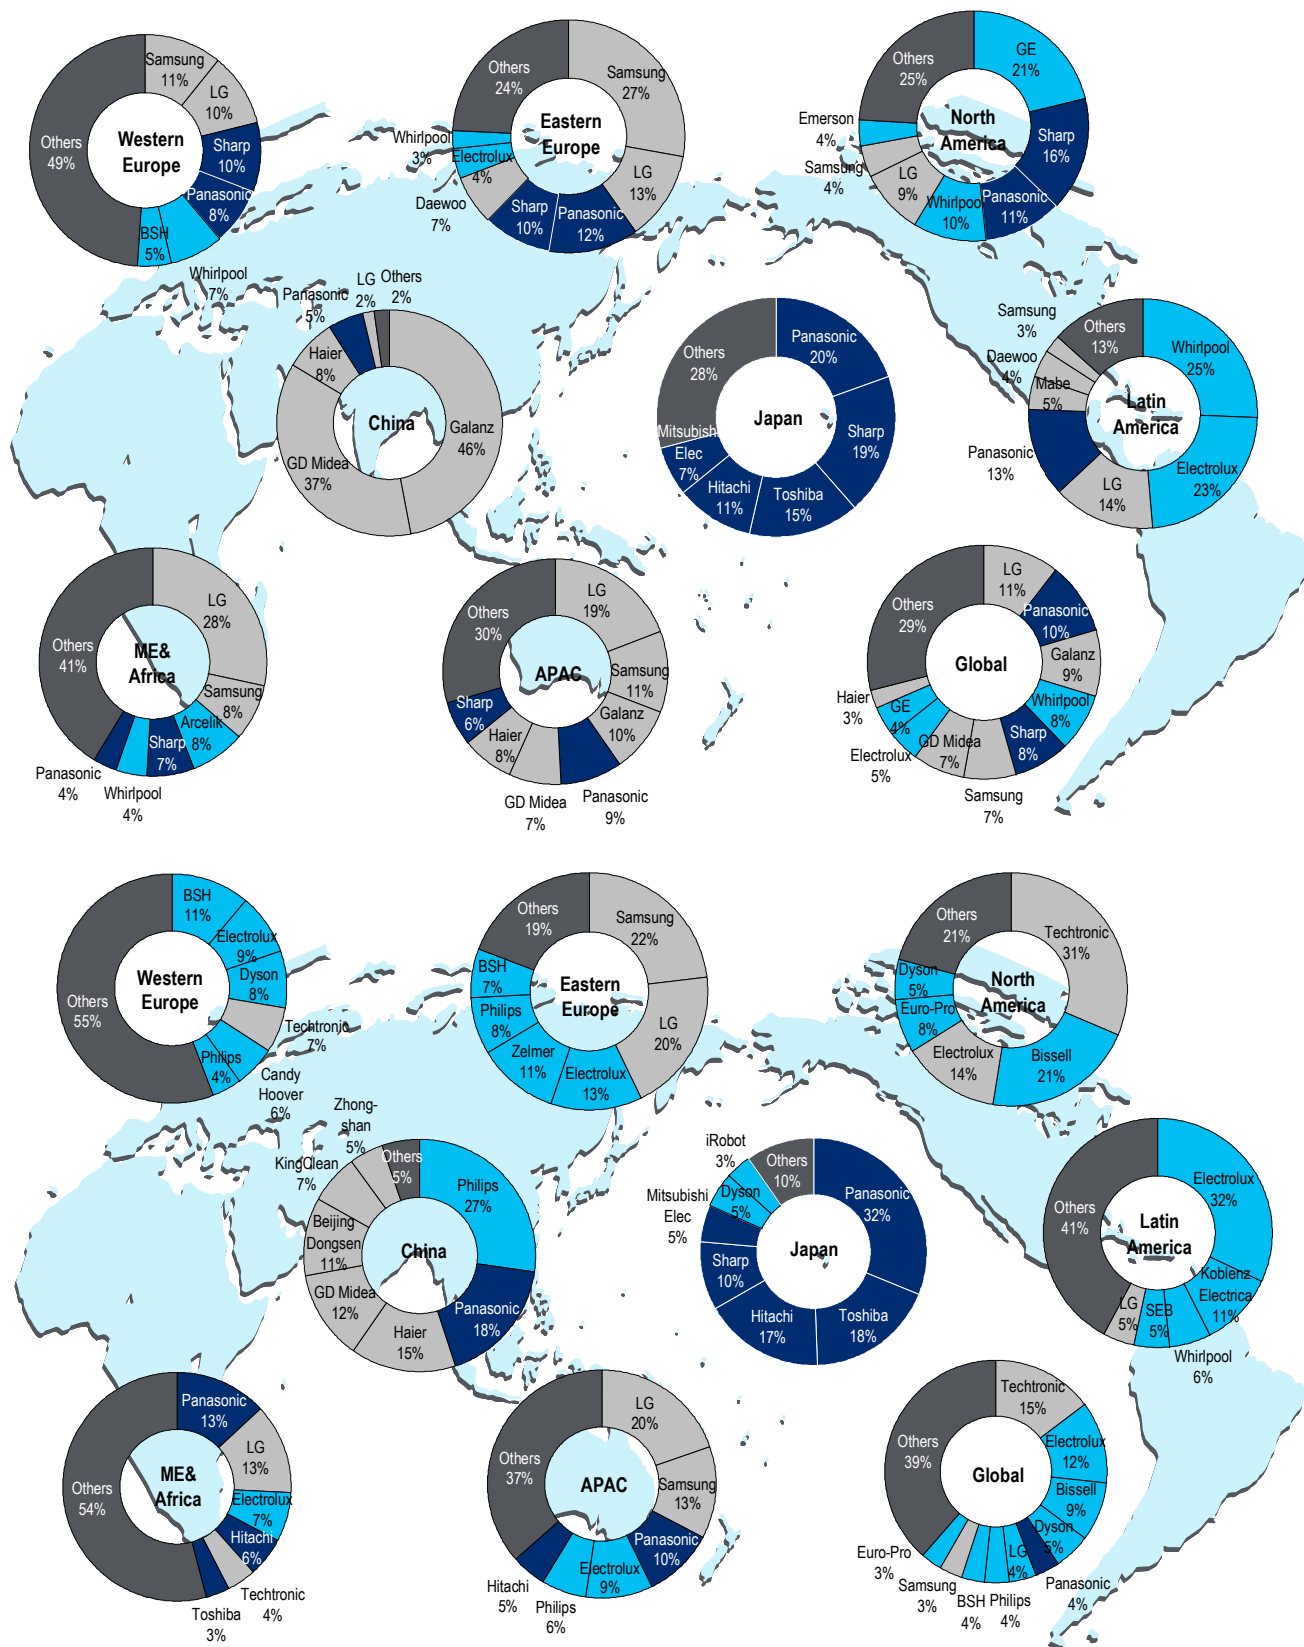 Western
Europe
Samsung
11%
LG
10%
Sharp
10%
Panasonic
8%
Whirlpool
7%
BSH
5%
Others
49%
Eastern
Europe
Samsung
27%
LG
13%
Panasonic
12%
Sharp
10%
Daewoo
7%
Electrolux
4%
Whirlpool
3%
Others
24%
North
America
GE
21%
Sharp
16%
Panasonic
11%
Whirlpool
10%
LG
9%
Samsung
4%
Emerson
4%
Others
25%
China
Galanz
46%
GD Midea
37%
Haier
8%
Panasonic
5%
LG
2%
Others
2%
Japan
Panasonic
20%
Sharp
19%
Toshiba
15%
Hitachi
11%
Mitsubishi
Elec
7%
Others
28%
Latin
America
Whirlpool
25%
Electrolux
23%
LG
14%
Panasonic
13%
Mabe
5%
Daewoo
4%
Samsung
3%
Others
13%
ME&
Africa
LG
28%
Samsung
8%
Arcelik
8%
Sharp
7%
Whirlpool
4%
Panasonic
4%
Others
41%
APAC
LG
19%
Samsung
11%
Galanz
10%
Panasonic
9%
GD Midea
7%
Haier
8%
Sharp
6%
Others
30%
Global
LG
11%
Panasonic
10%
Galanz
9%
Whirlpool
8%
Sharp
8%
Samsung
7%
GD Midea
7%
Electrolux
5%
GE
4%
Haier
3%
Others
29%
Western
Europe
BSH
11%
Electrolux
9%
Dyson
8%
Techtronic
7%
Candy
Hoover
6%
Philips
4%
Others
55%
Eastern
Europe
Samsung
22%
LG
20%
Electrolux
13%
Zelmer
11%
Philips
8%
BSH
7%
Others
19%
North
America
Techtronic
31%
Bissell
21%
Electrolux
14%
Euro-Pro
8%
Dyson
5%
Others
21%
China
Philips
27%
Panasonic
18%
Haier
15%
GD Midea
12%
Beijing
Dongsen
11%
KingClean
7%
Zhong-
shan
5%
Others
5%
Japan
Panasonic
32%
Toshiba
18%
Hitachi
17%
Sharp
10%
Mitsubishi
Elec
5%
Dyson
5%
iRobot
3%
Others
10%
Latin
America
Electrolux
32%
Koblenz
Electrica
11%
Whirlpool
6%
SEB
5%
LG
5%
Others
41%
ME&
Africa
Panasonic
13%
LG
13%
Electrolux
7%
Hitachi
6%
Techtronic
4%
Toshiba
3%
Others
54%
APAC
LG
20%
Samsung
13%
Panasonic
10%
Electrolux
9%
Philips
6%
Hitachi
5%
Others
37%
Global
Techtronic
15%
Electrolux
12%
Bissell
9%
Dyson
5%
Panasonic
4%
LG
4%
Philips
4%
BSH
4%
Samsung
3%
Euro-Pro
3%
Others
39%